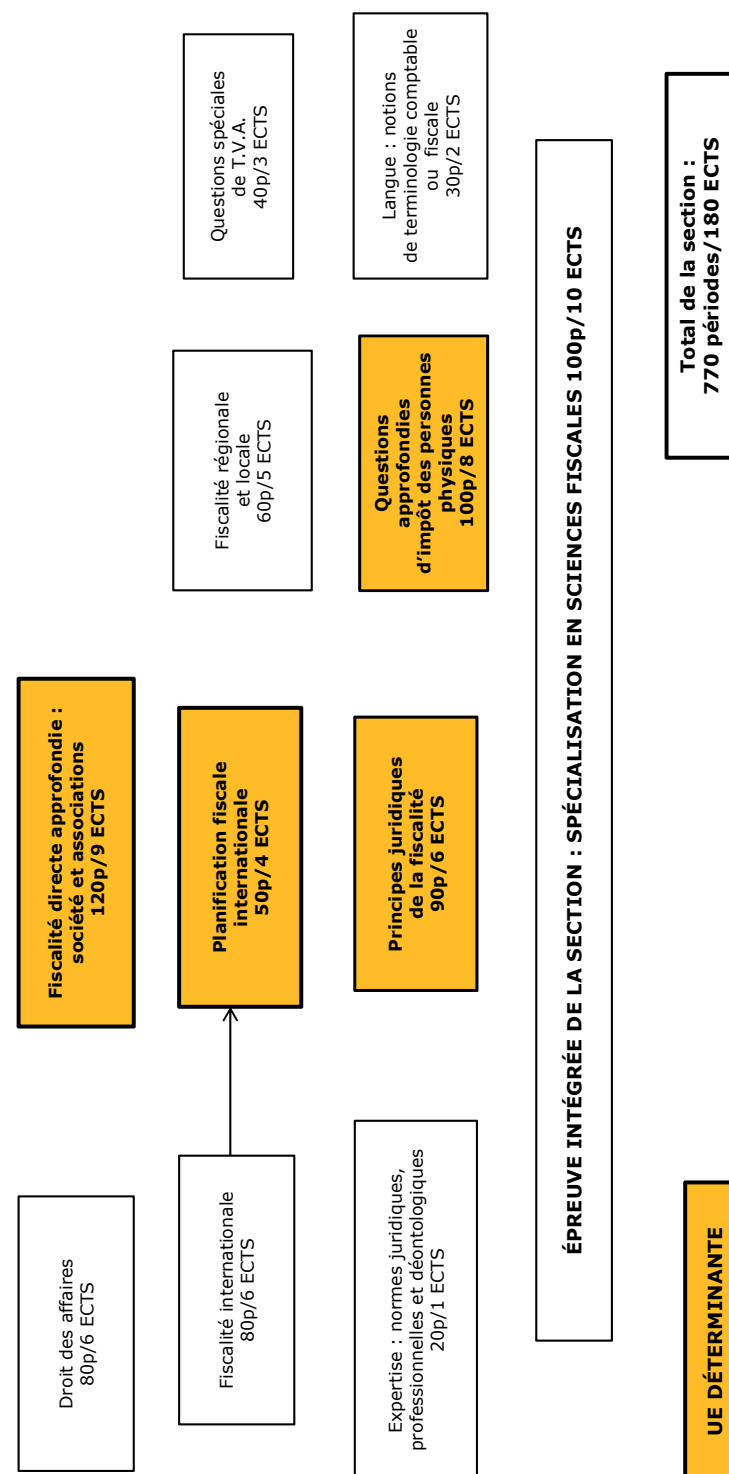 Droit des affaires
80p/6 ECTS
Fiscalité directe approfondie :
société et associations
120p/9 ECTS
Fiscalité internationale
80p/6 ECTS
Planification fiscale
internationale
50p/4 ECTS
Fiscalité régionale
et locale
60p/5 ECTS
Questions spéciales
de T.V.A.
40p/3 ECTS
Expertise : normes juridiques,
professionnelles et déontologiques
20p/1 ECTS
Principes juridiques
de la fiscalité
90p/6 ECTS
Questions
approfondies
d’impôt des personnes
physiques
100p/8 ECTS
Langue : notions
de terminologie comptable
ou fiscale
30p/2 ECTS
ÉPREUVE INTÉGRÉE DE LA SECTION : SPÉCIALISATION EN SCIENCES FISCALES 100p/10 ECTS
UE DÉTERMINANTE
Total de la section :
770 périodes/180 ECTS